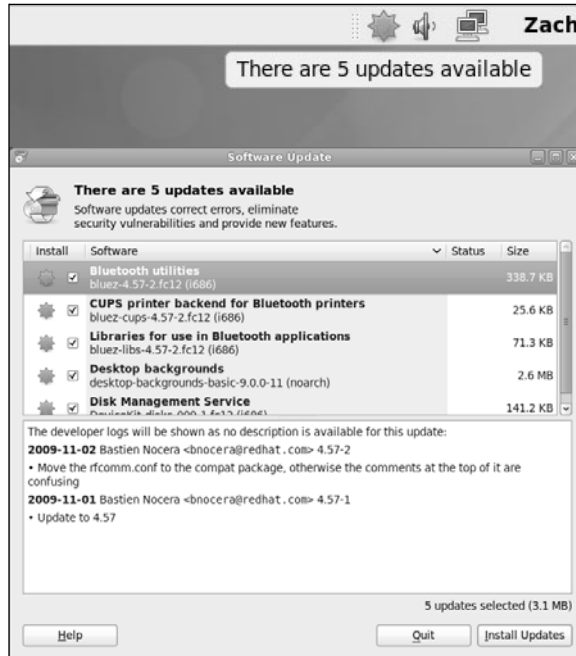 Zach
There are 5 updates available
Software Update
There are 5 updates available
Software updates correct errors, eliminate
security vulnerabilities and provide new features.
Install Software Status Size
Bluetooth utilities
bluez-4.57-2.fc12 (i686) 338.7 KB
CUPS printer backend for Bluetooth printers
bluez-cups-4.57-2.fc12 (i686) 25.6 KB
Libraries for use in Bluetooth applications
bluez-libs-4.57-2.fc12 (i686) 71.3 KB
Desktop backgrounds
desktop-backgrounds-basic-9.0.0-11 (noarch) 2.6 MB
Disk Management Service
141.2 KB
The developer logs will be shown as no description is available for this update:
2009-11-02 Bastien Nocera <bnocera@redhat.com> 4.57-2
• Move the rfcomm.conf to the compat package, otherwise the comments at the top of it are
confusing
2009-11-01 Bastien Nocera <bnocera@redhat.com> 4.57-1
• Update to 4.57
5 updates selected (3.1 MB)
Help Quit Install Updates